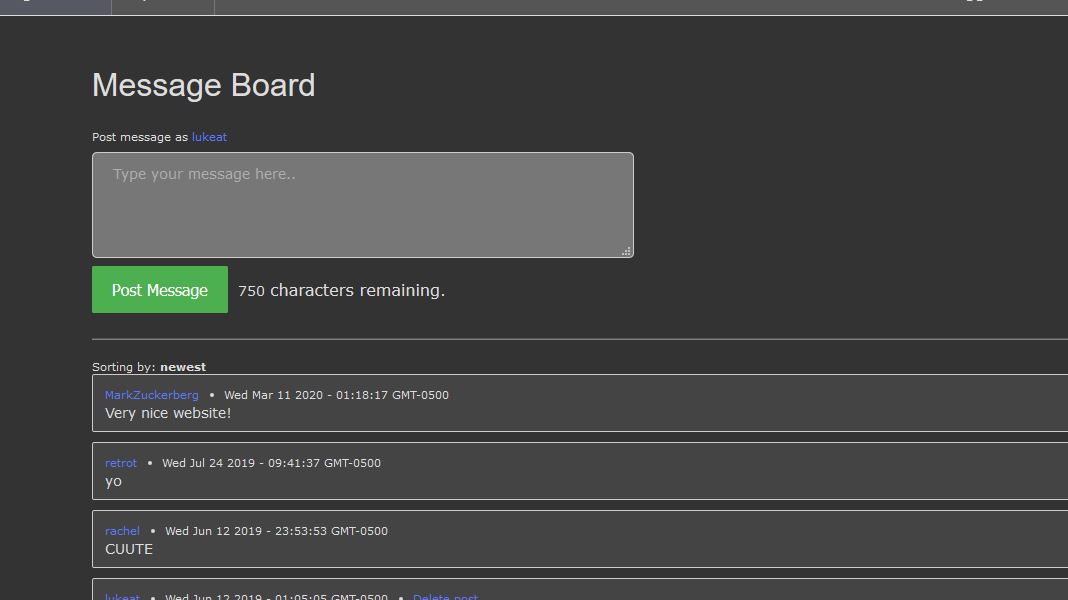 Message Board
Post message as lukeat
Type your message here..
Post Message 750 characters remaining.
Sorting by: newest
MarkZuckerberg • Wed Mar 11 2020 - 01:18:17 GMT-0500
Very nice website!
retrot • Wed Jul 24 2019 - 09:41:37 GMT-0500
yo
rachel • Wed Jun 12 2019 - 23:53:53 GMT-0500
CUUTE
lukeat • Wed Jun 12 2019 - 01:05:05 GMT-0500 • Delete post